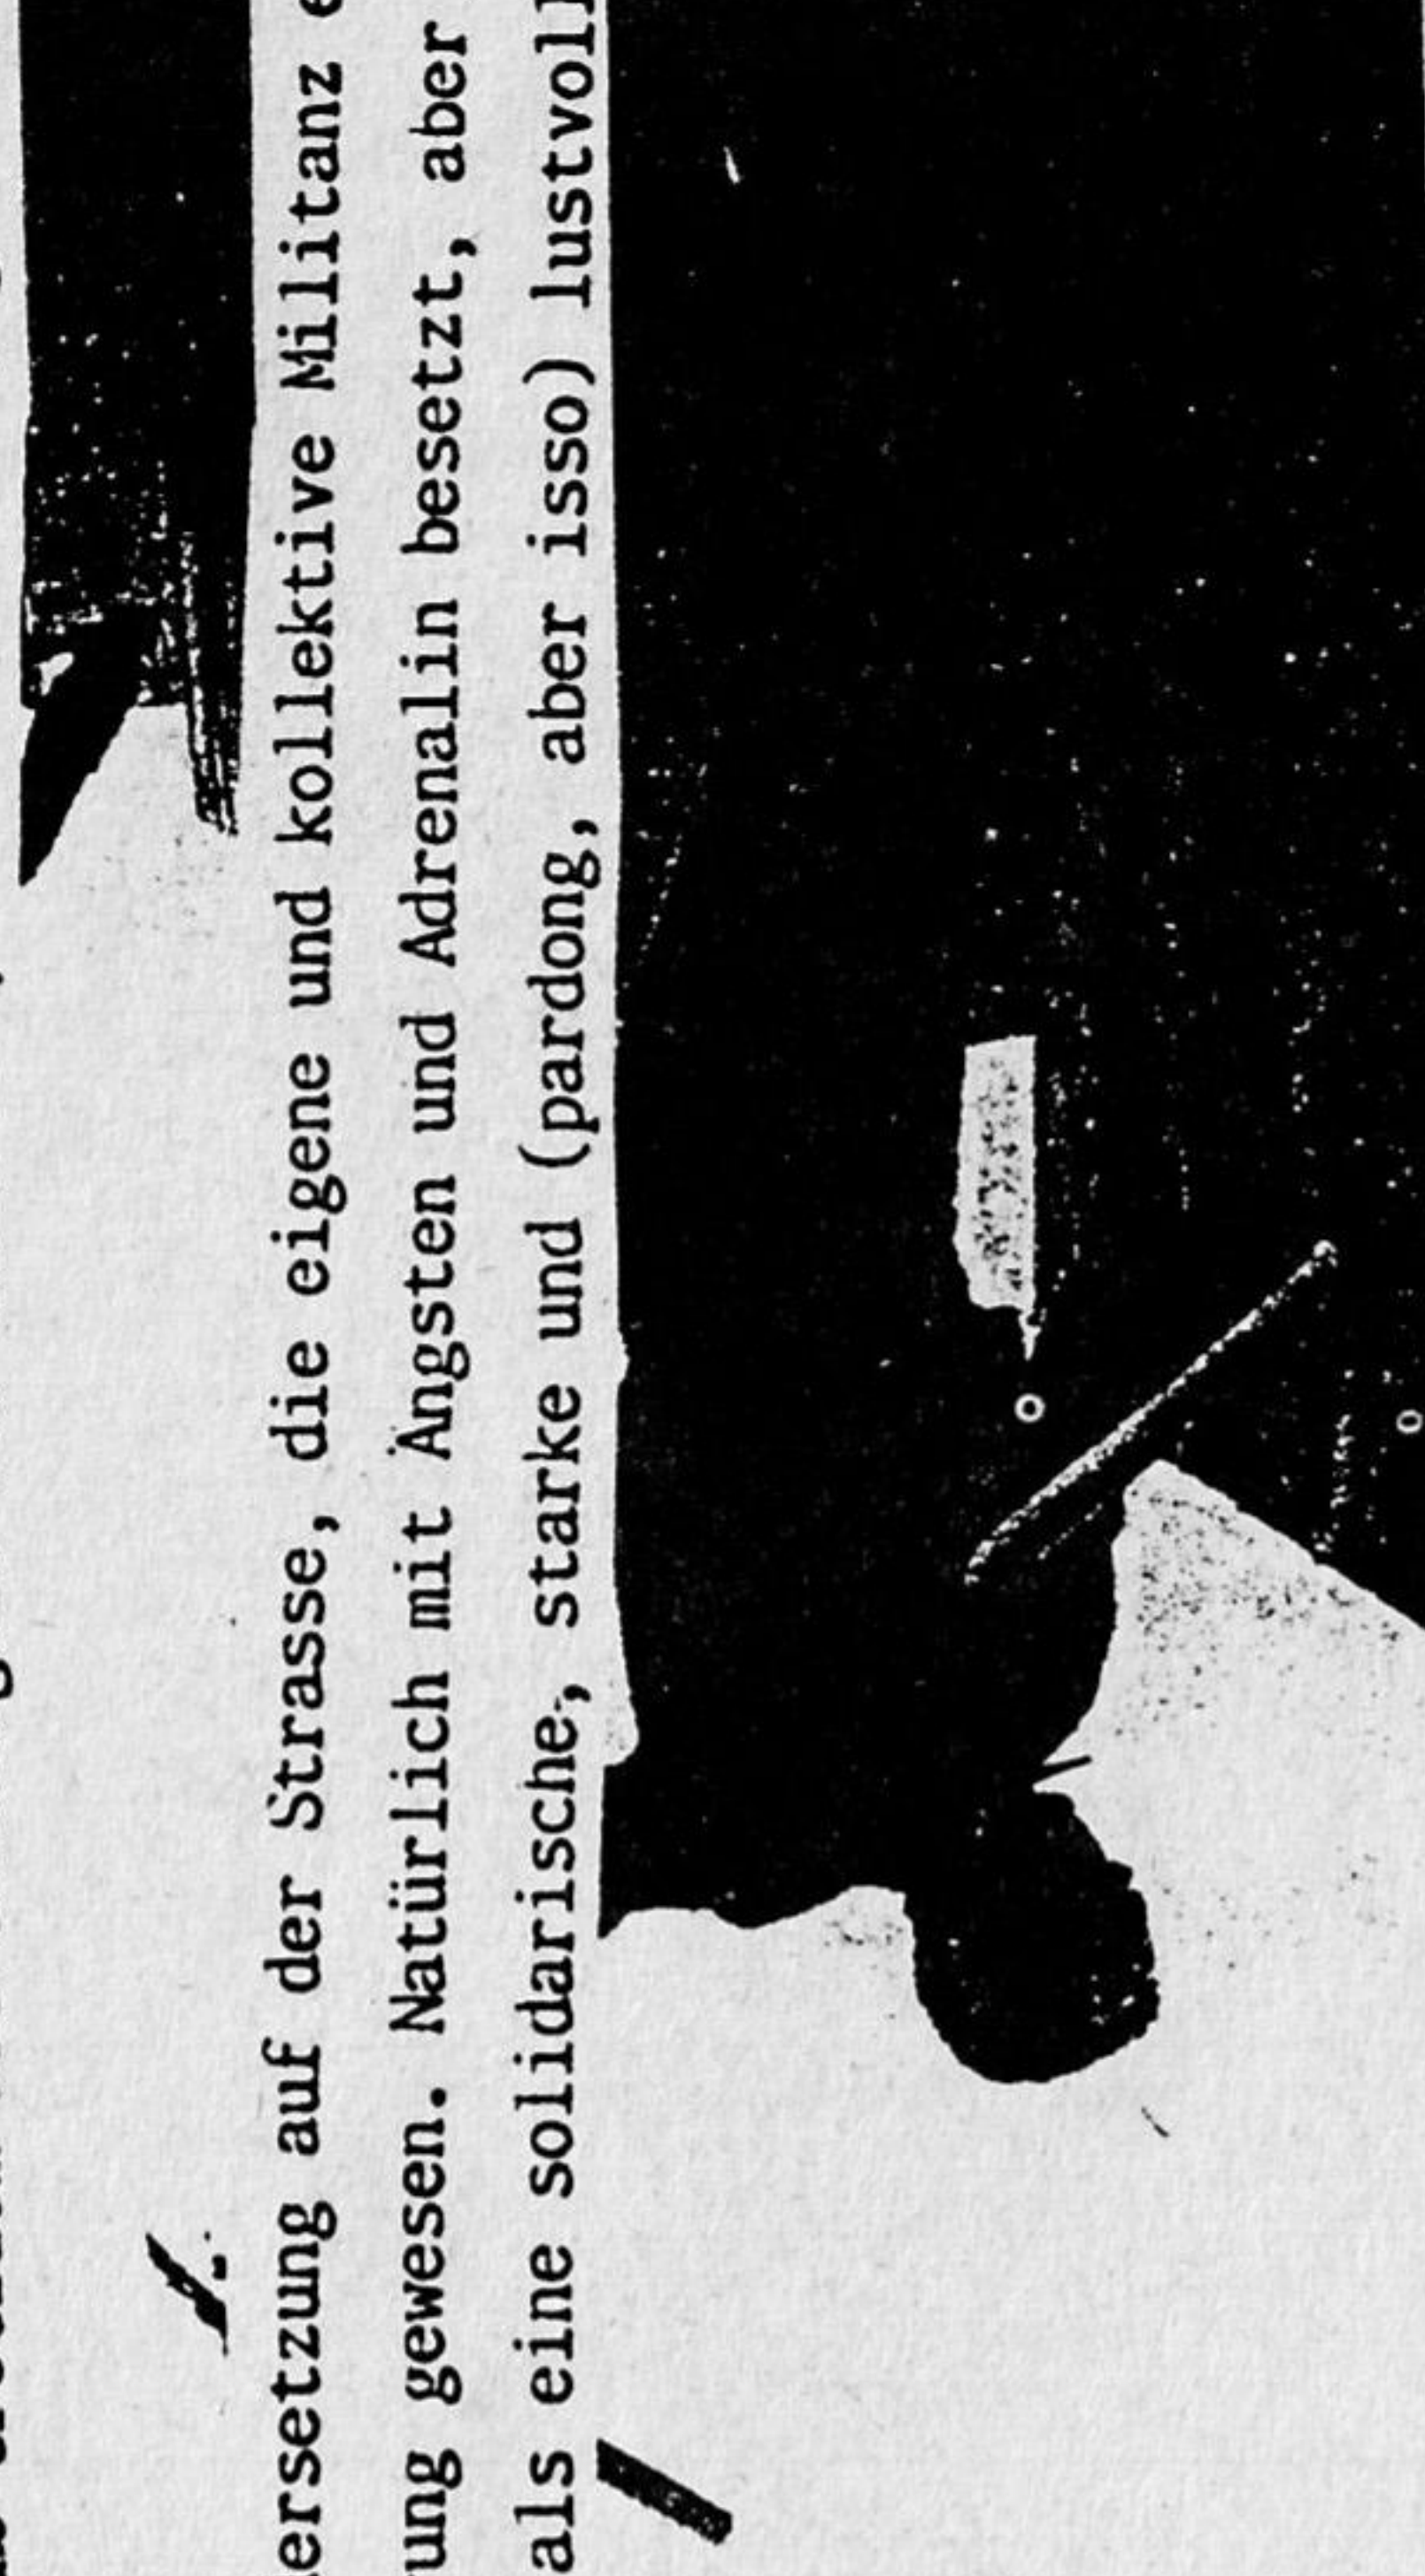 ersetzung auf der Strasse, die eigene und kollektive Militanz e
ung gewesen. Natürlich mit Ängsten und Adrenalin besetzt, aber
als eine solidarische, starke und (pardong, aber isso) lustvoll